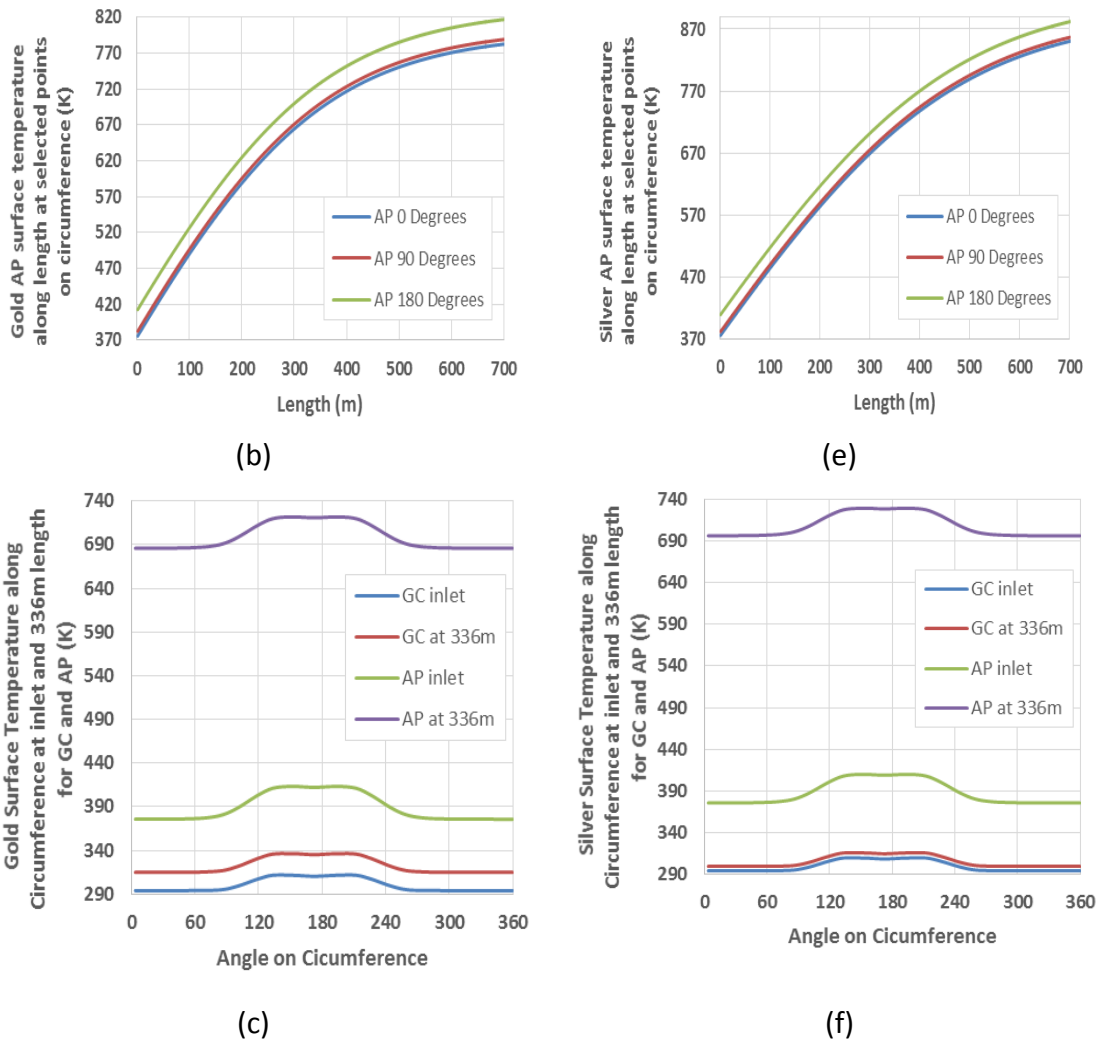 Gold AP surface temperature
along length at selected points
on circumference (K)
820
770
720
670
620
570
520
470
420
370
AP 0 Degrees
AP 90 Degrees
AP 180 Degrees
0 100 200 300 400 500 600 700
Length (m)
(b)
Silver AP surface temperature
along length at selected points
on circumference (K)
870
770
670
570
470
370
AP 0 Degrees
AP 90 Degrees
AP 180 Degrees
0 100 200 300 400 500 600 700
Length (m)
(e)
Gold Surface Temperature along
Circumference at inlet and 336m length
for GC and AP (K)
740
690
640
590
540
490
440
390
340
290
GC inlet
GC at 336m
AP inlet
AP at 336m
0 60 120 180 240 300 360
Angle on Cicumference
(c)
Silver Surface Temperature along
Circumference at inlet and 336m length
for GC and AP (K)
740
690
640
590
540
490
440
390
340
290
GC inlet
GC at 336m
AP inlet
AP at 336m
0 60 120 180 240 300 360
Angle on Cicumference
(f)